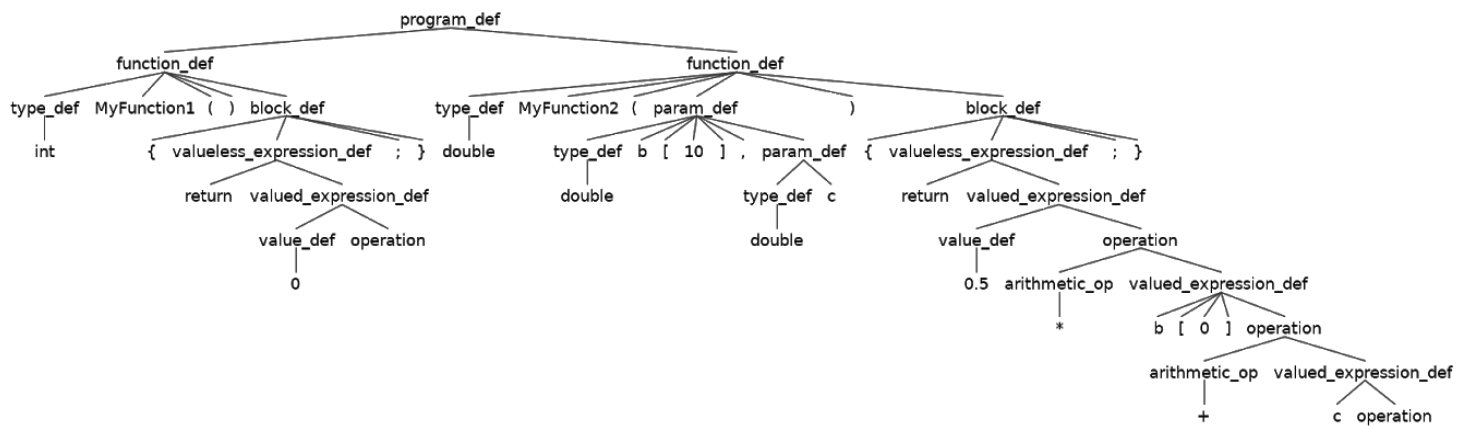 program_def
function_def function_def
type_def MyFunction1 ( ) block_def type_def MyFunction2 ( param_def ) block_def
int { valueless_expression_def ; } double type_def b [ 10 ] , param_def { valueless_expression_def ; }
return valued_expression_def double type_def c return valued_expression_def
value_def operation double value_def operation
0 0.5 arithmetic_op valued_expression_def
* b [ 0 ] operation
arithmetic_op valued_expression_def
+ c operation